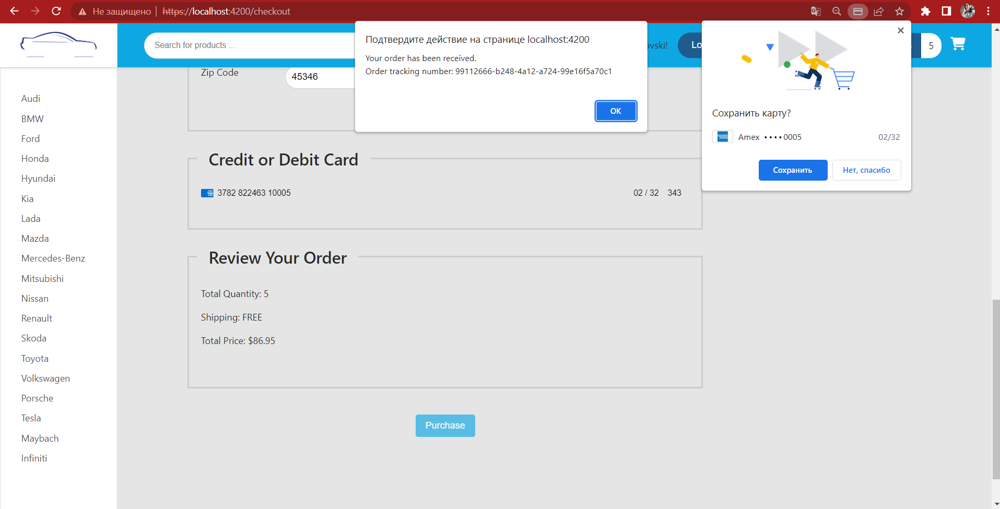 Не защищено | https://localhost:4200/checkout
Search for products ...
ovski!
Lo
5
Подтвердите действие на странице localhost:4200
Your order has been received.
Order tracking number: 99112666-b248-4a12-a724-99e16f5a70c1
OK
Сохранить карту?
Amex ••••0005 02/32
Сохранить
Нет, спасибо
Audi
BMW
Ford
Honda
Hyundai
Kia
Lada
Mazda
Mercedes-Benz
Mitsubishi
Nissan
Renault
Skoda
Toyota
Volkswagen
Porsche
Tesla
Maybach
Infiniti
Zip Code 45346
Credit or Debit Card
3782 822463 10005 02 / 32 343
Review Your Order
Total Quantity: 5
Shipping: FREE
Total Price: $86.95
Purchase